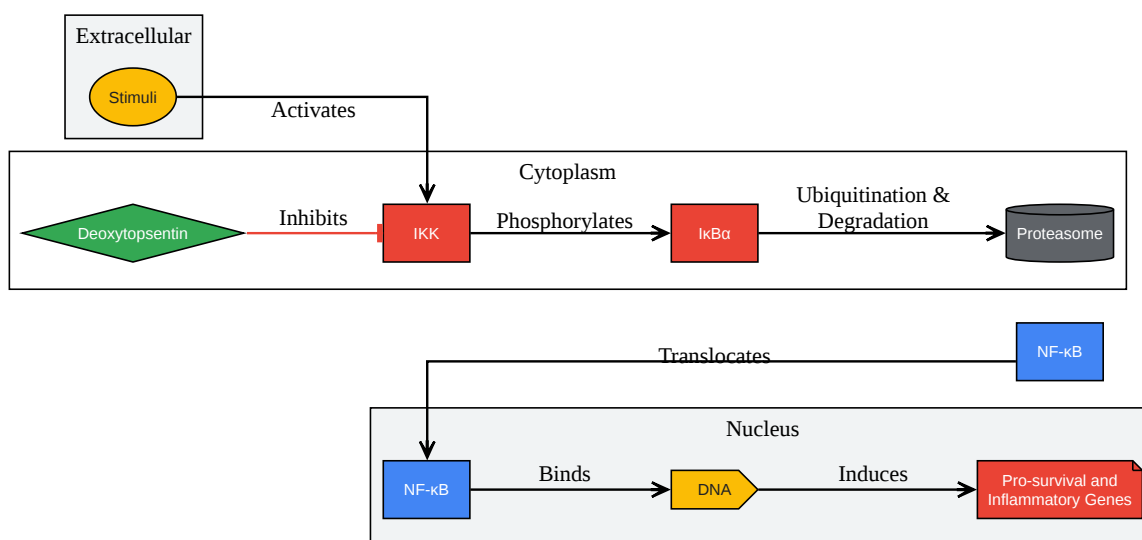 Extracellular
Stimuli
Activates
Cytoplasm
Deoxytopsentin
Inhibits
IKK
Phosphorylates
IκBα
Ubiquitination &
Degradation
Proteasome
NF-κB
Translocates
Nucleus
NF-κB
Binds
DNA
Induces
Pro-survival and
Inflammatory Genes